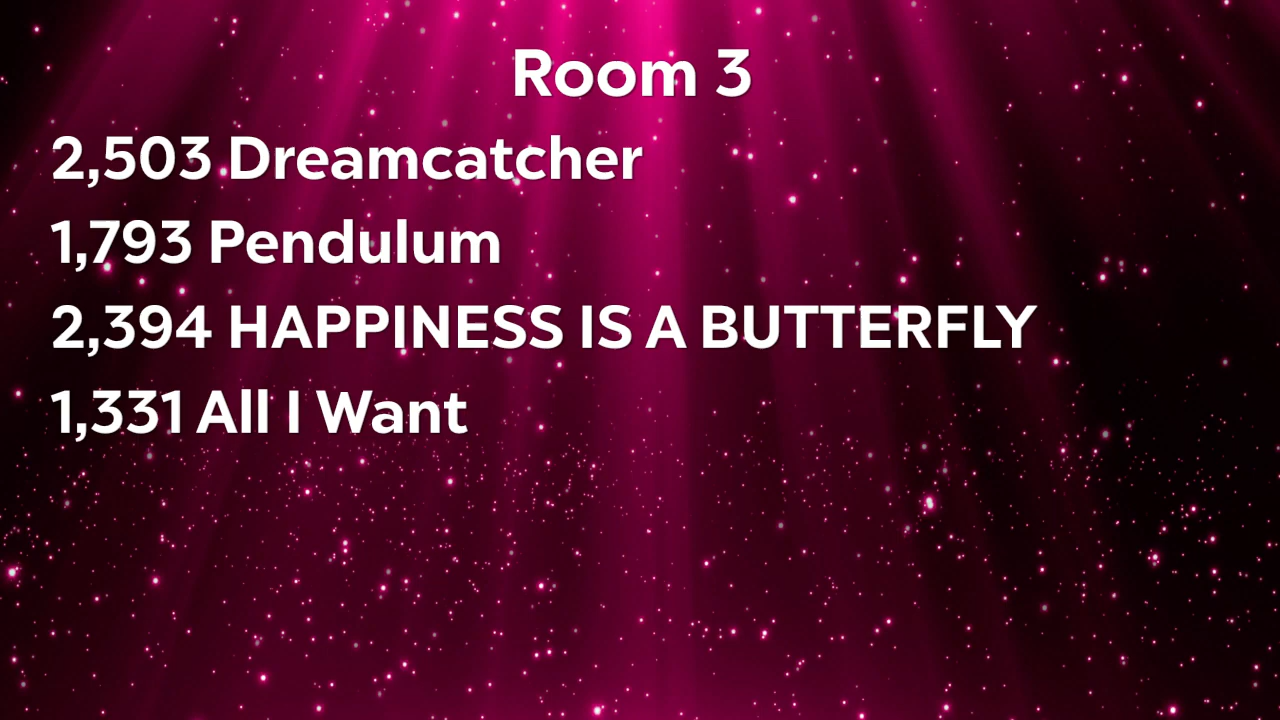 Room 3
2,503 Dreamcatcher
1,793 Pendulum
2,394 HAPPINESS IS A BUTTERFLY
1,331 All I Want